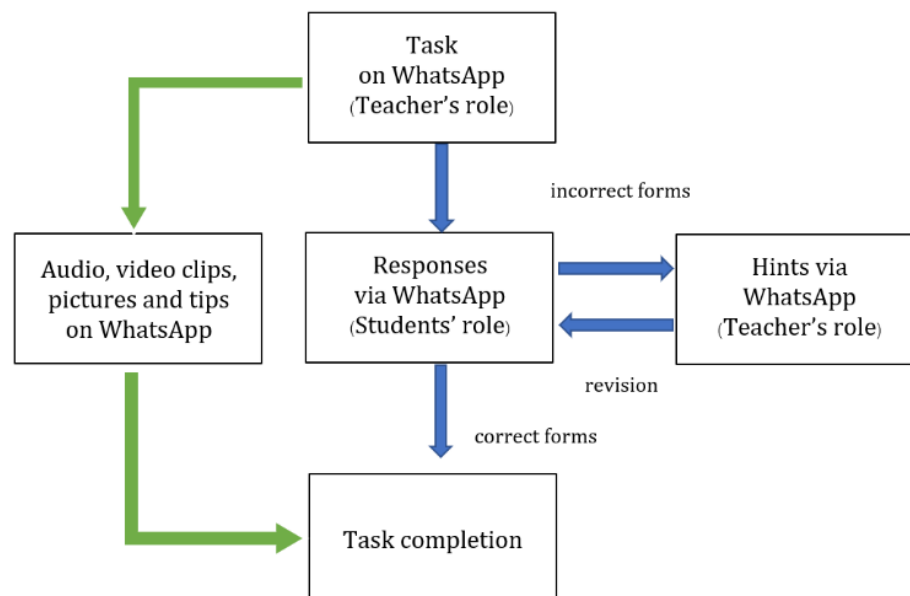 Task
on WhatsApp
(Teacher’s role)
incorrect forms
Audio, video clips,
pictures and tips
on WhatsApp
Responses
via WhatsApp
(Students’ role)
Hints via
WhatsApp
(Teacher’s role)
revision
correct forms
Task completion